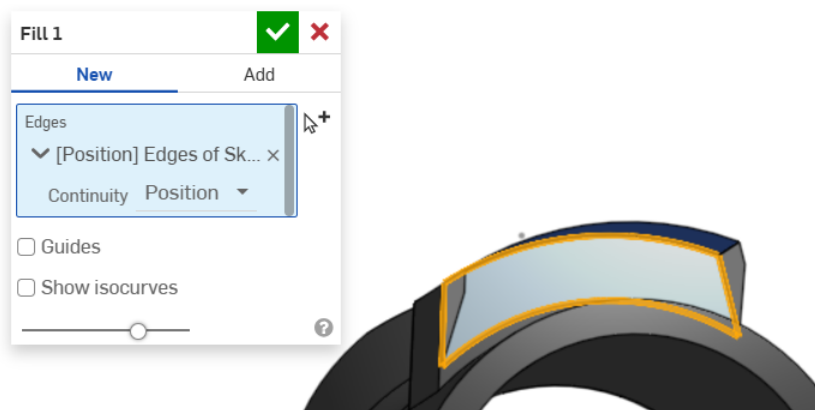 Fill 1
New Add
Edges
[Position] Edges of Sk...
Continuity Position
Guides
Show isocurves
?